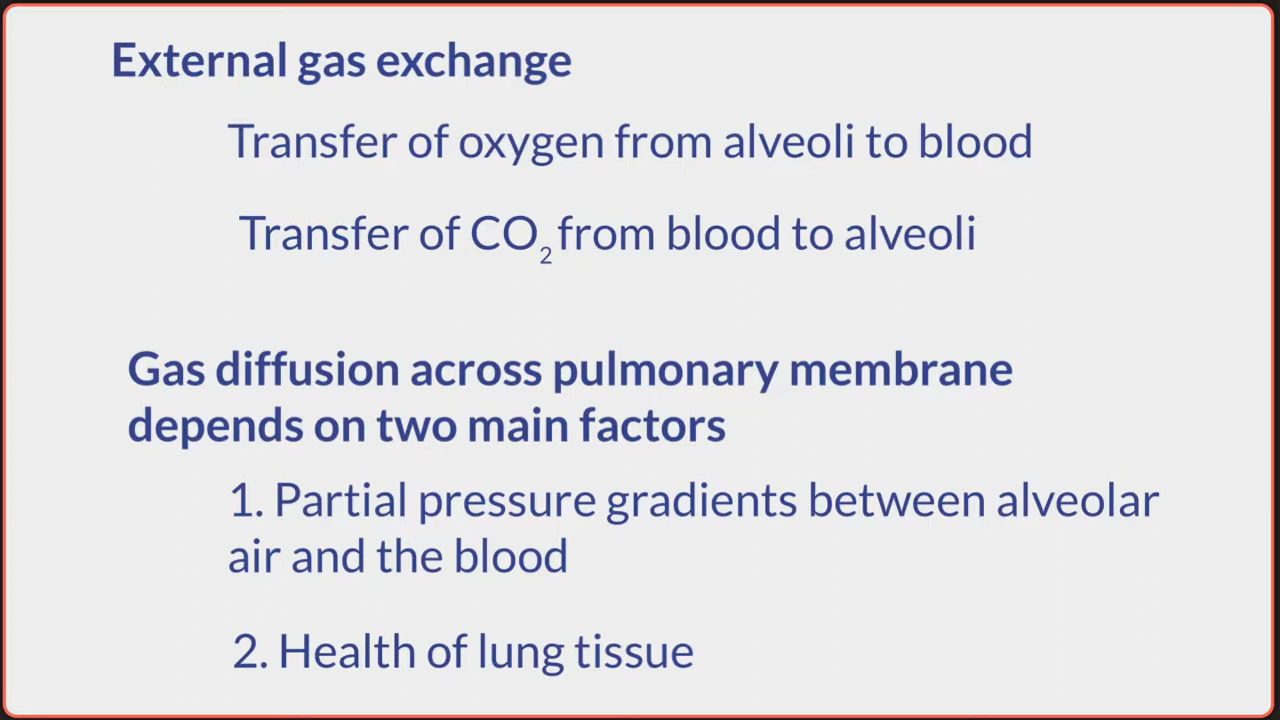 External gas exchange
Transfer of oxygen from alveoli to blood
Transfer of CO₂ from blood to alveoli
Gas diffusion across pulmonary membrane
depends on two main factors
1. Partial pressure gradients between alveolar
air and the blood
2. Health of lung tissue